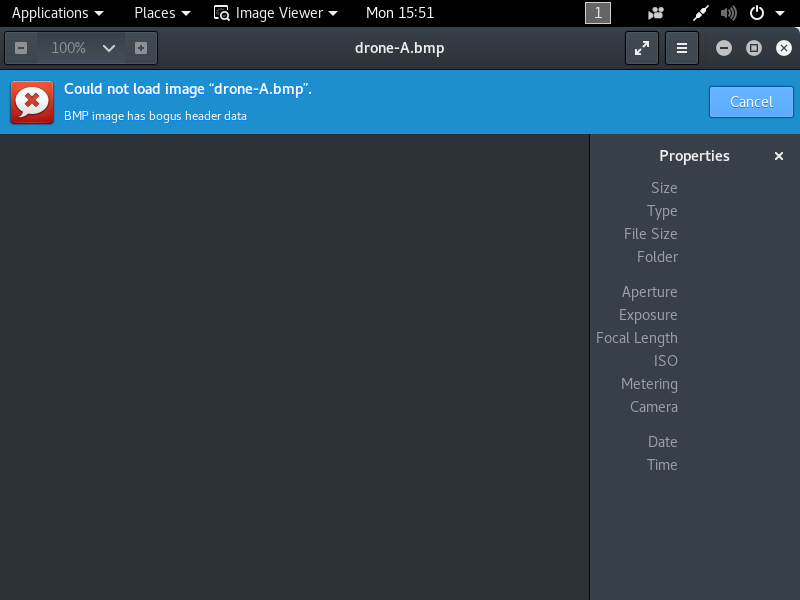 Applications Places Image Viewer Mon 15:51 1
100% drone-A.bmp
Could not load image “drone-A.bmp”.
BMP image has bogus header data
Cancel
Properties
Size
Type
File Size
Folder
Aperture
Exposure
Focal Length
ISO
Metering
Camera
Date
Time